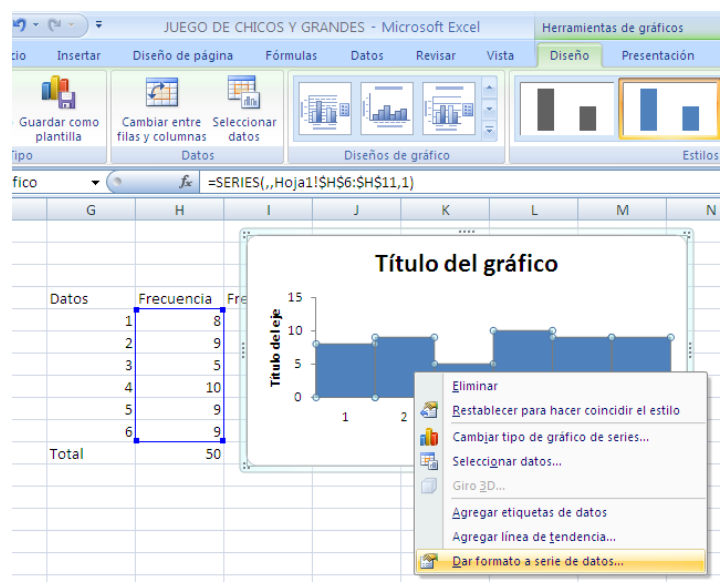 JUEGO DE CHICOS Y GRANDES - Microsoft Excel
Herramientas de gráficos
cio Insertar Diseño de página Fórmulas Datos Revisar Vista Diseño Presentación
Guardar como plantilla
Cambiar entre filas y columnas
Seleccionar datos
ipo Datos Diseños de gráfico Estilos
fico fx =SERIES(,,Hoja1!$H$6:$H$11,1)
G H I J K L M N
Título del gráfico
Datos Frecuencia Fre
1 8
2 9
3 5
4 10
5 9
6 9
Total 50
Título del eje
15
10
5
0
1 2
Eliminar
Restablecer para hacer coincidir el estilo
Cambiar tipo de gráfico de series...
Seleccionar datos...
Giro 3D...
Agregar etiquetas de datos
Agregar línea de tendencia...
Dar formato a serie de datos...